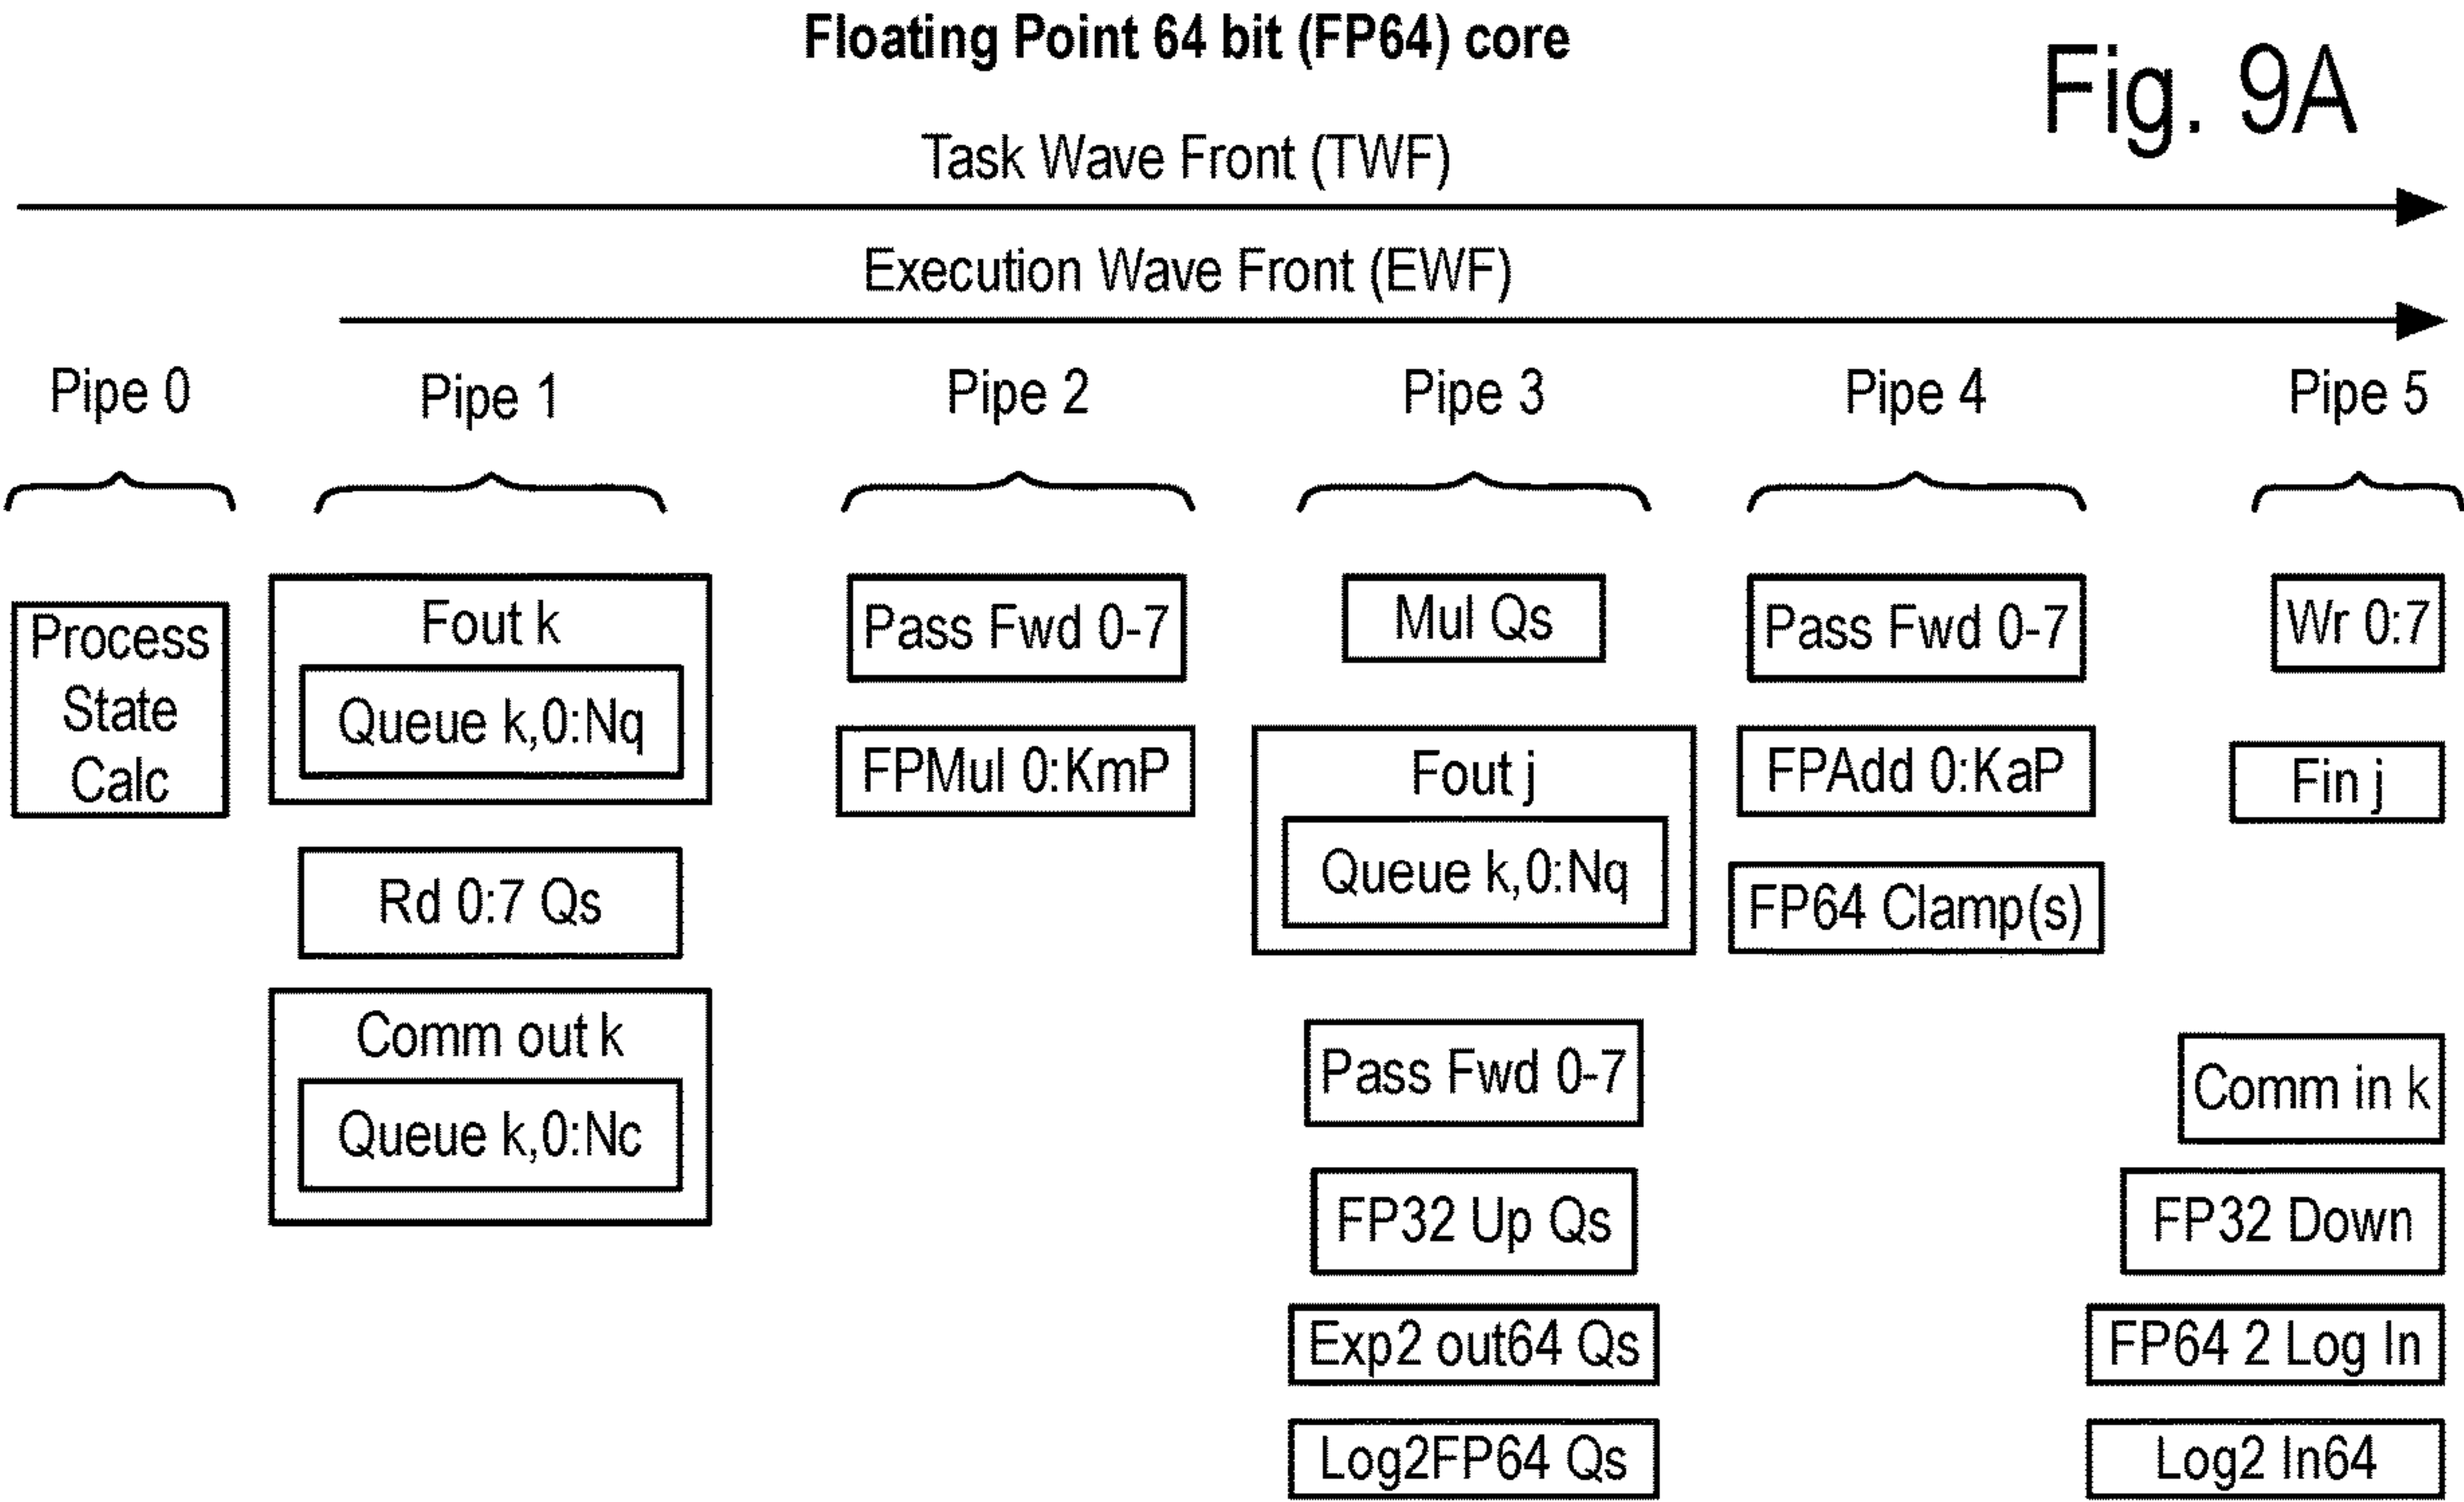 Floating Point 64 bit (FP64) core
Fig. 9A
Task Wave Front (TWF)
Execution Wave Front (EWF)
Pipe 0
Pipe 1
Pipe 2
Pipe 3
Pipe 4
Pipe 5
Process
State
Calc
Fout k
Queue k,0:Nq
Rd 0:7 Qs
Comm out k
Queue k,0:Nc
Pass Fwd 0-7
FPMul 0:KmP
Mul Qs
Fout j
Queue k,0:Nq
Pass Fwd 0-7
FP32 Up Qs
Exp2 out64 Qs
Log2FP64 Qs
Pass Fwd 0-7
FPAdd 0:KaP
FP64 Clamp(s)
Wr 0:7
Fin j
Comm in k
FP32 Down
FP64 2 Log In
Log2 In64